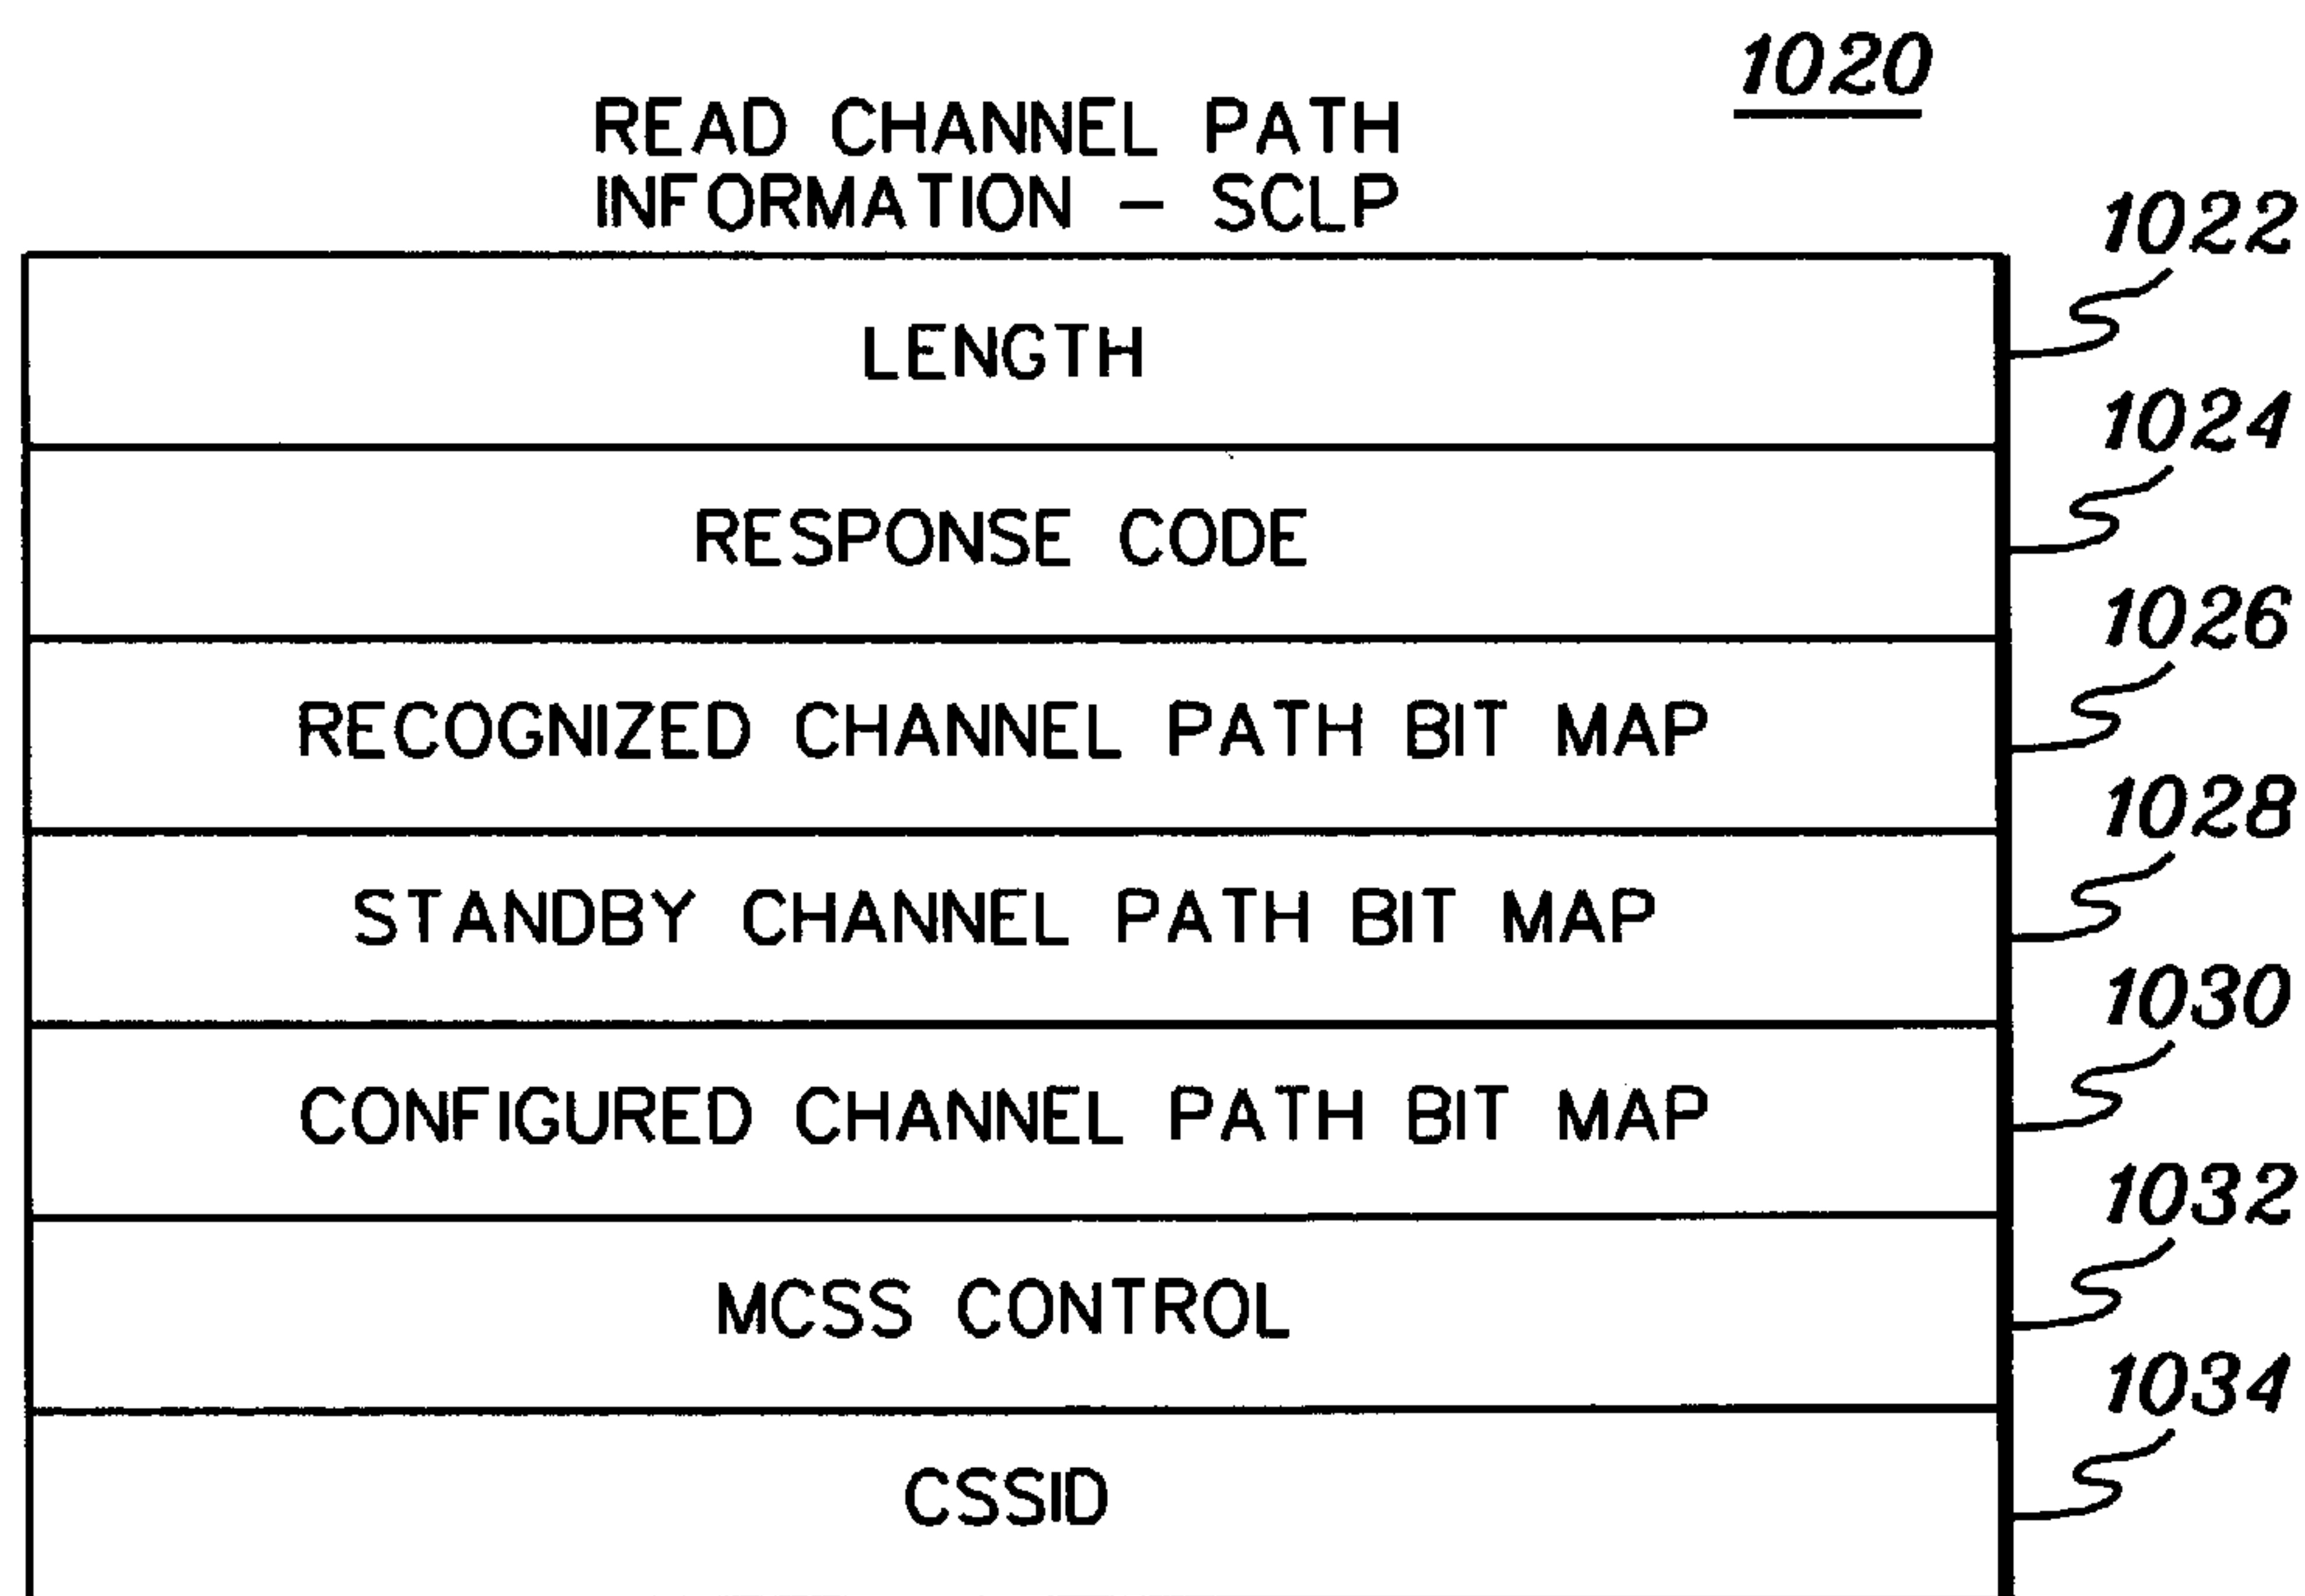 1020
READ CHANNEL PATH
INFORMATION – SCLP
1022
LENGTH
1024
RESPONSE CODE
1026
RECOGNIZED CHANNEL PATH BIT MAP
1028
STANDBY CHANNEL PATH BIT MAP
1030
CONFIGURED CHANNEL PATH BIT MAP
1032
MCSS CONTROL
1034
CSSID